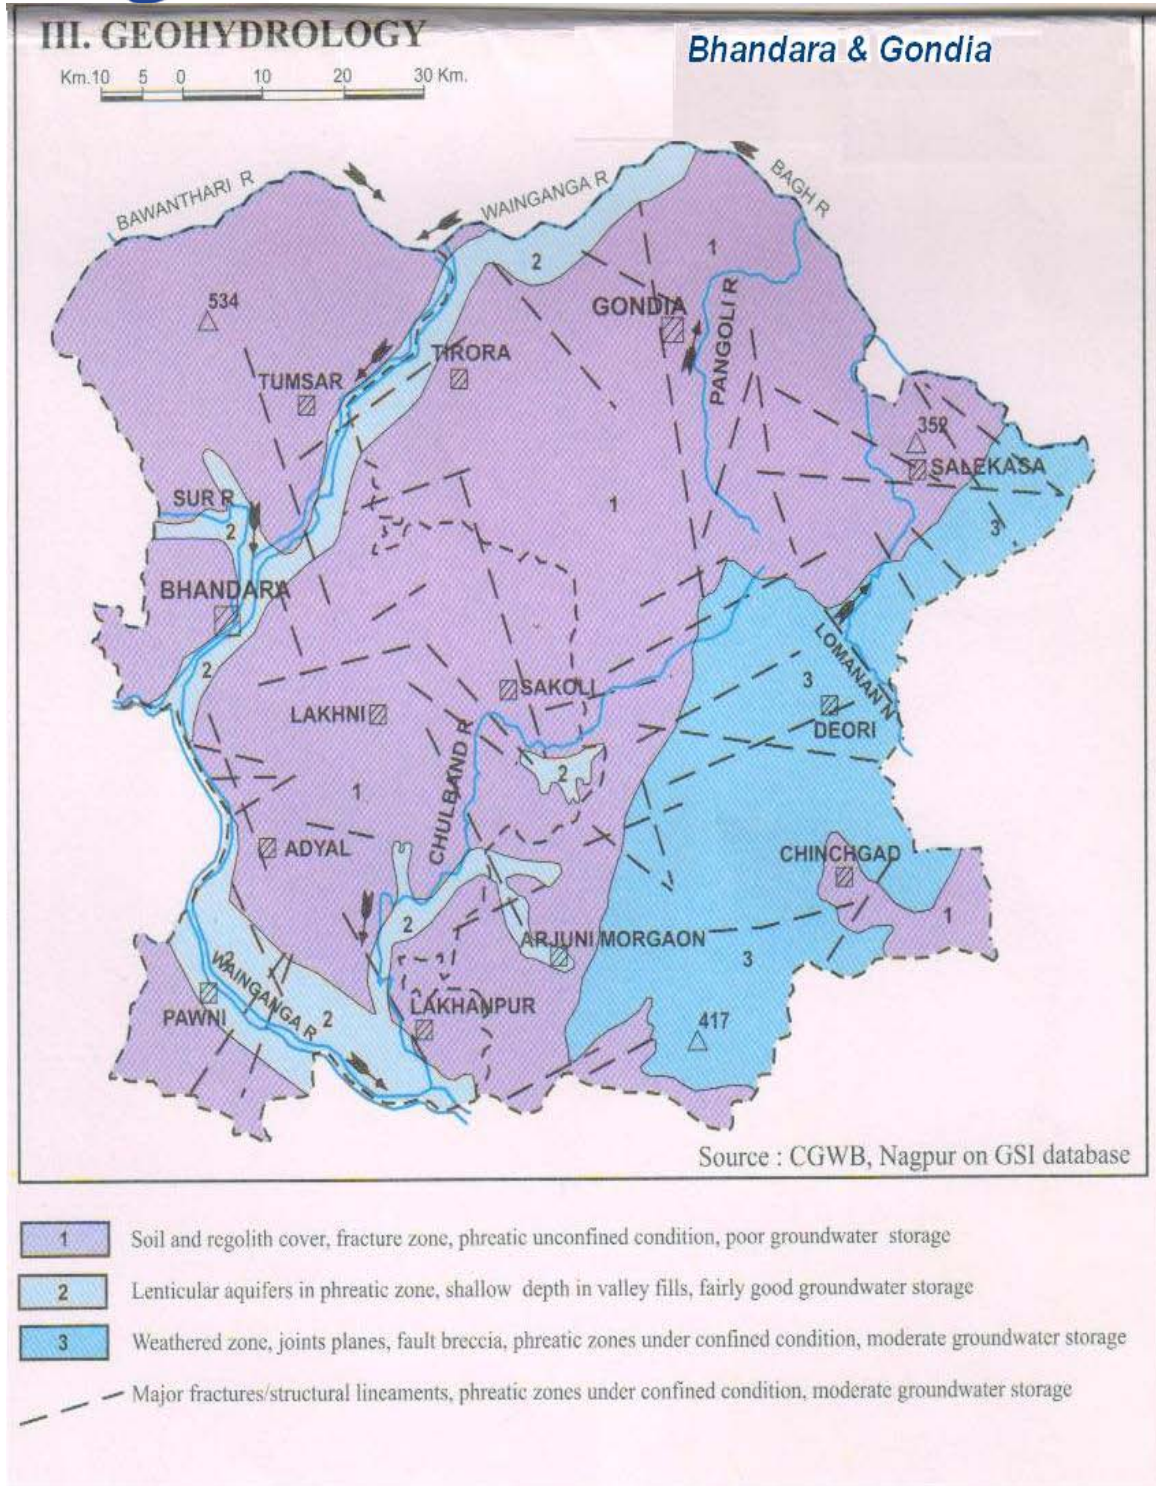 III. GEOHYDROLOGY
Bhandara & Gondia
Km. 10 5 0 10 20 30 Km.
BAWANTHARI R
WAINGANGA R
BAGH R
2
1
534
GONDIA
PANGOLI R
TIRORA
TUMSAR
352
SALEKASA
SUR R
2
1
3
BHANDARA
LOMANAN N
2
SAKOLI
3
LAKHNI
DEORI
CHULBAND R
2
1
ADYAL
CHINCHGAD
2
1
ARJUNI MORGAON
2
WAINGANGA R
3
PAWNI
2
LAKHANPUR
417
Source : CGWB, Nagpur on GSI database
1 Soil and regolith cover, fracture zone, phreatic unconfined condition, poor groundwater storage
2 Lenticular aquifers in phreatic zone, shallow depth in valley fills, fairly good groundwater storage
3 Weathered zone, joints planes, fault breccia, phreatic zones under confined condition, moderate groundwater storage
Major fractures/structural lineaments, phreatic zones under confined condition, moderate groundwater storage